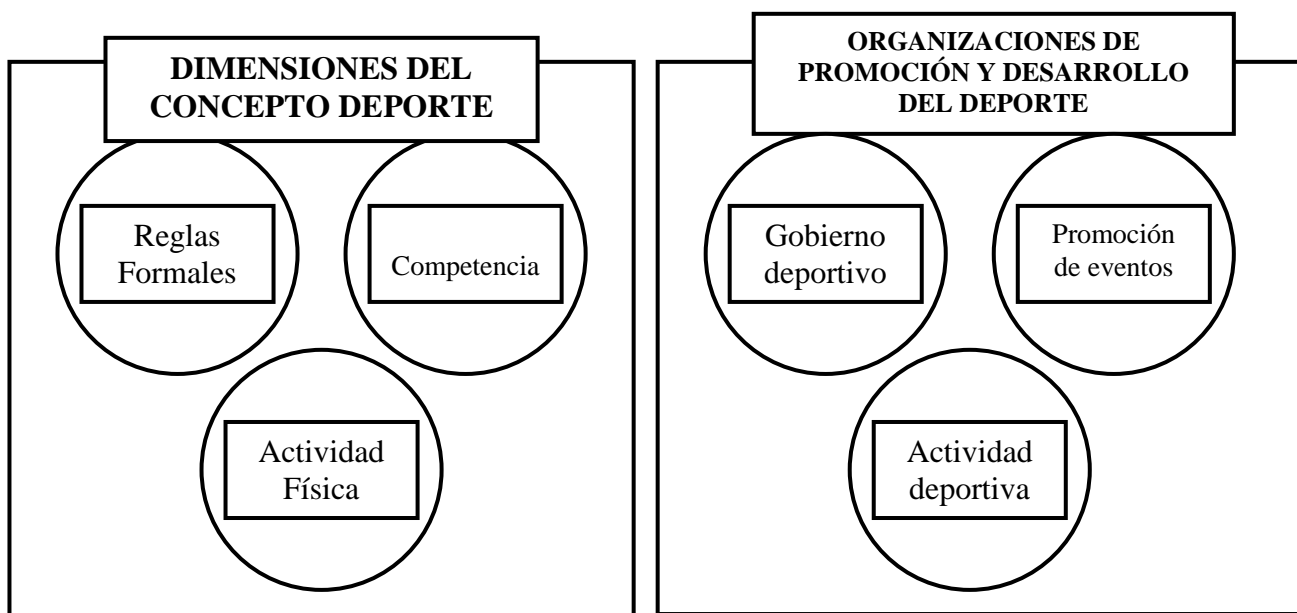 DIMENSIONES DEL
CONCEPTO DEPORTE
Reglas
Formales
Competencia
Actividad
Física
ORGANIZACIONES DE
PROMOCIÓN Y DESARROLLO
DEL DEPORTE
Gobierno
deportivo
Promoción
de eventos
Actividad
deportiva